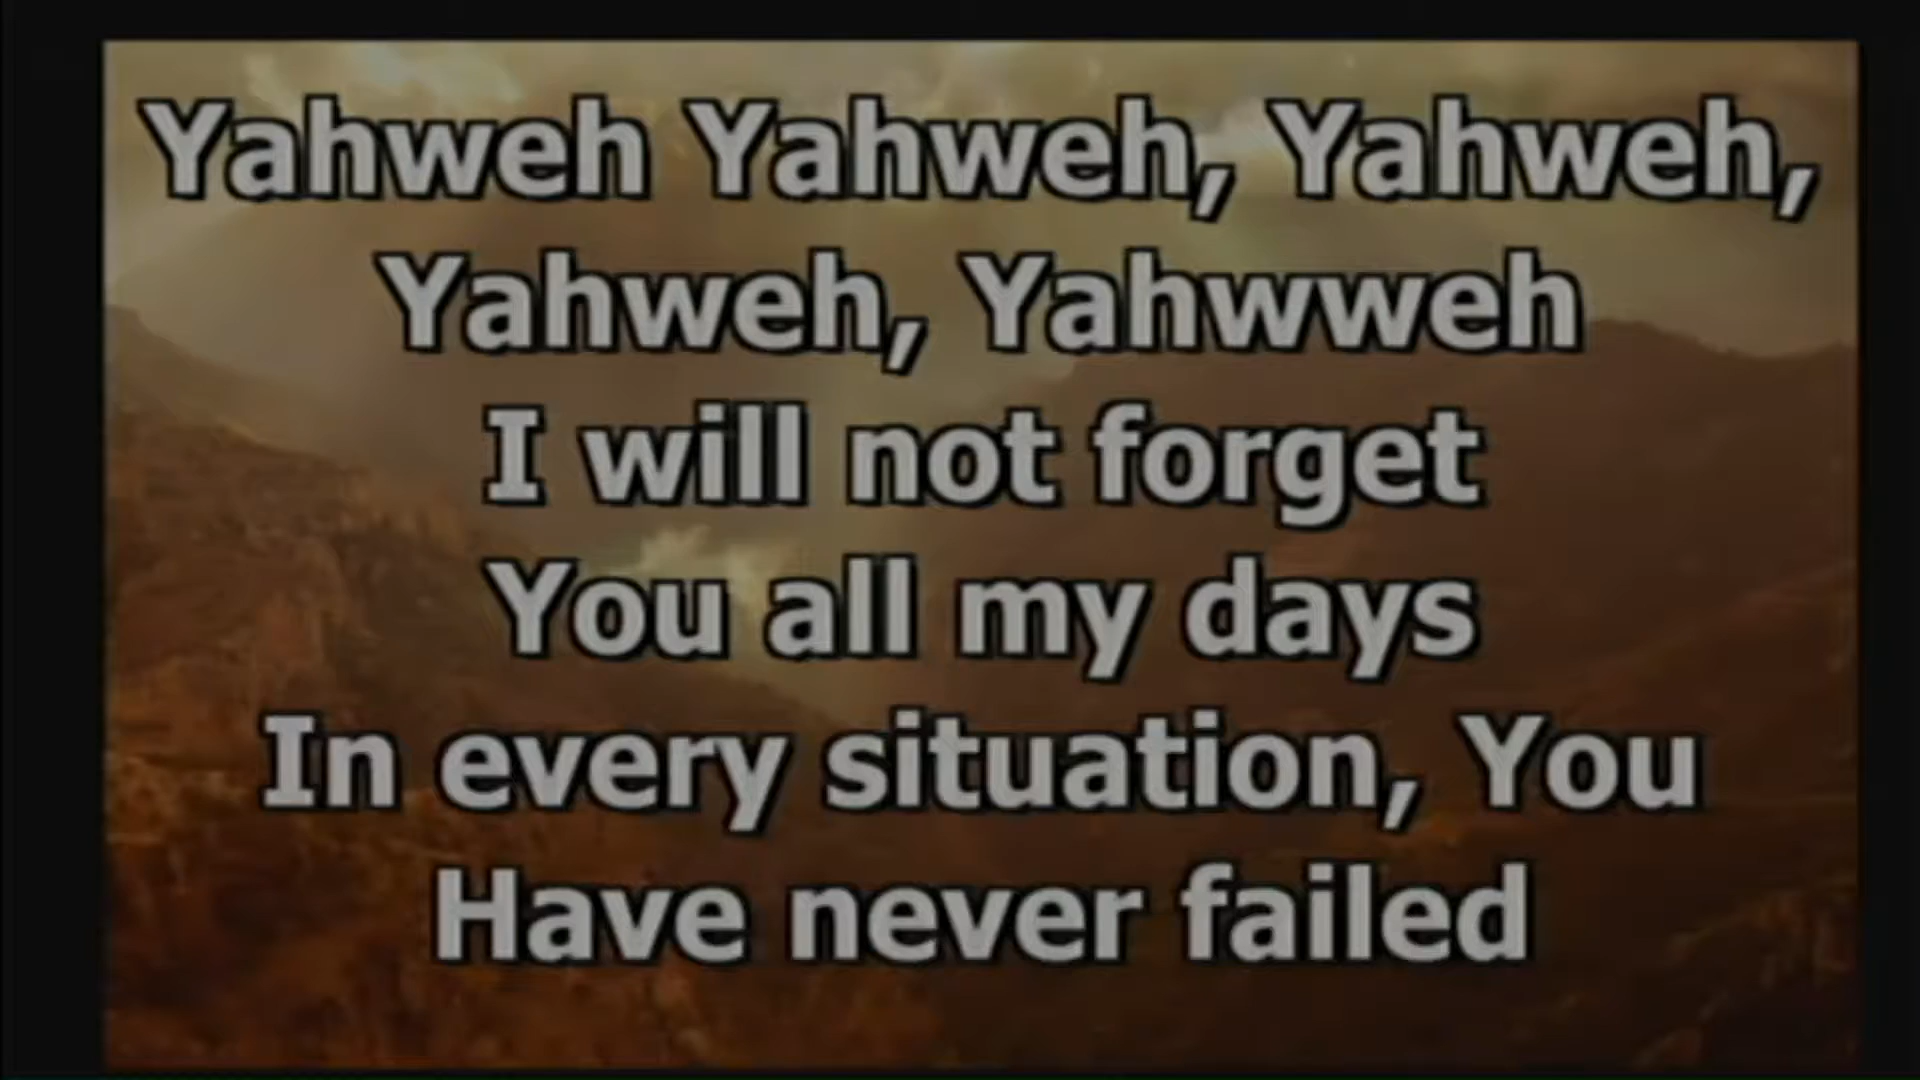 Yahweh Yahweh, Yahweh,
Yahweh, Yahwweh
I will not forget
You all my days
In every situation, You
Have never failed